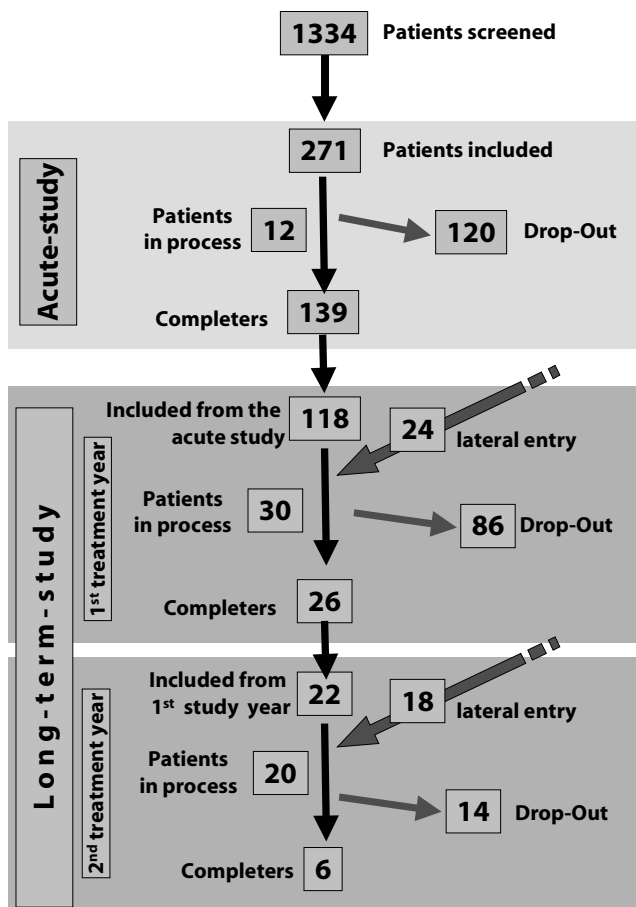 1334 Patients screened
Acute-study
271 Patients included
Patients
in process
12
120 Drop-Out
Completers 139
Long-term-study
1st treatment year
Included from the
acute study
118
24 lateral entry
Patients
in process
30
86 Drop-Out
Completers 26
2nd treatment year
Included from
1st study year
22
18 lateral entry
Patients
in process
20
14 Drop-Out
Completers 6